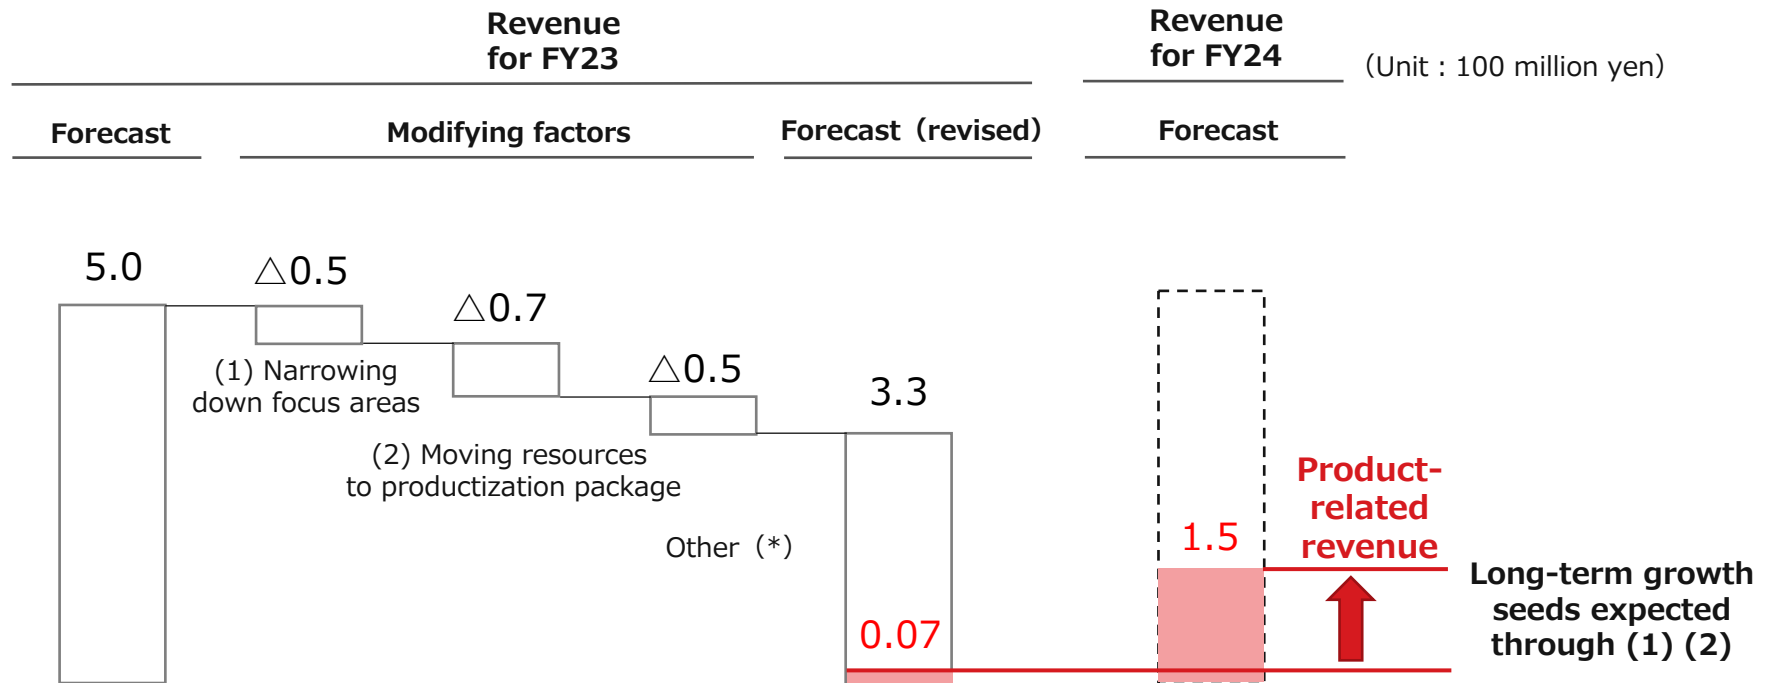 Revenue
for FY23
Revenue
for FY24
(Unit : 100 million yen)
Forecast
Modifying factors
Forecast (revised)
Forecast
5.0
△0.5
(1) Narrowing
down focus areas
△0.7
(2) Moving resources
to productization package
△0.5
Other (*)
3.3
0.07
1.5
Product-
related
revenue
Long-term growth
seeds expected
through (1) (2)